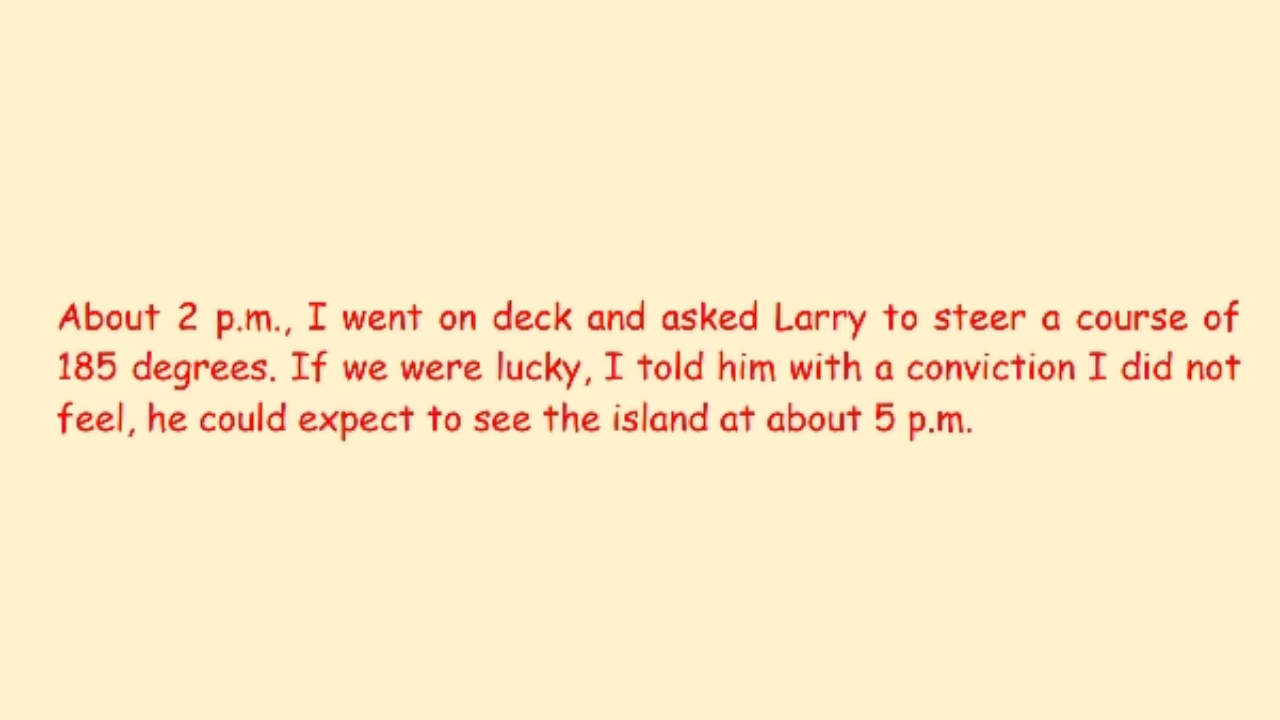 About 2 p.m., I went on deck and asked Larry to steer a course of
185 degrees. If we were lucky, I told him with a conviction I did not
feel, he could expect to see the island at about 5 p.m.